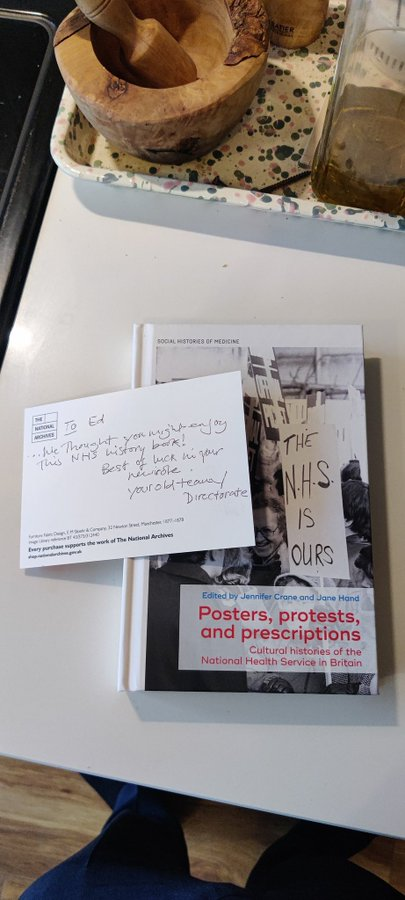 SOCIAL HISTORIES OF MEDICINE
THE
NATIONAL
ARCHIVES
To Ed
...We Thought you might enjoy
This NHS history book!
Best of luck in your
new role.
your old team/
Directorate
Every purchase supports the work of The National Archives
shop.nationalarchives.gov.uk
THE
N.H.S.
IS
OURS
Edited by Jennifer Crane and Jane Hand
Posters, protests,
and prescriptions
Cultural histories of the
National Health Service in Britain